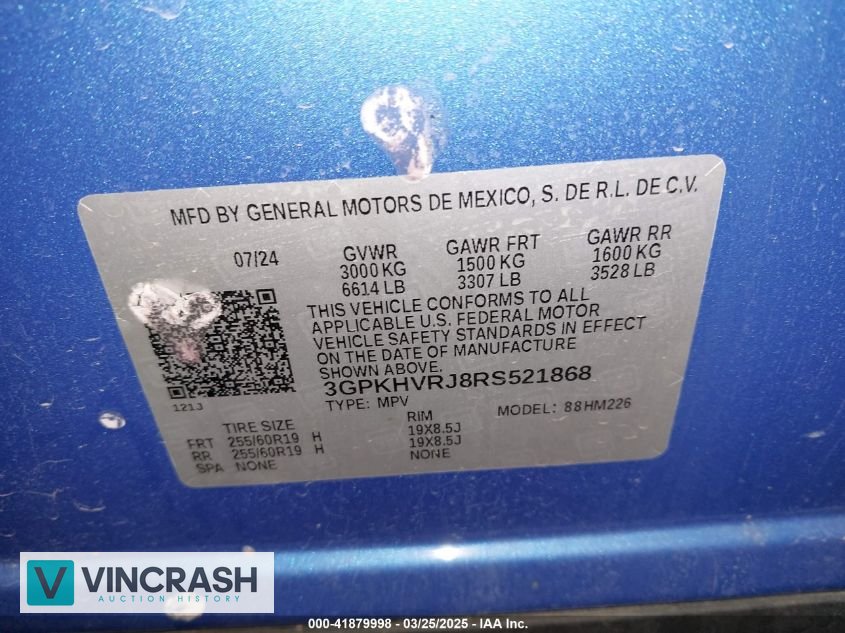 MFD BY GENERAL MOTORS DE MEXICO, S. DE R.L. DE C.V.
07/24 GVWR GAWR FRT GAWR RR
3000 KG 1500 KG 1600 KG
6614 LB 3307 LB 3528 LB
THIS VEHICLE CONFORMS TO ALL
APPLICABLE U.S. FEDERAL MOTOR
VEHICLE SAFETY STANDARDS IN EFFECT
ON THE DATE OF MANUFACTURE
SHOWN ABOVE.
3GPKHVRJ8RS521868
121J TYPE: MPV MODEL: 88HM226
TIRE SIZE RIM
FRT 255/60R19 H 19X8.5J
RR 255/60R19 H 19X8.5J
SPA NONE NONE
V VINCRASH
AUCTION HISTORY
000-41879998 - 03/25/2025 - IAA Inc.